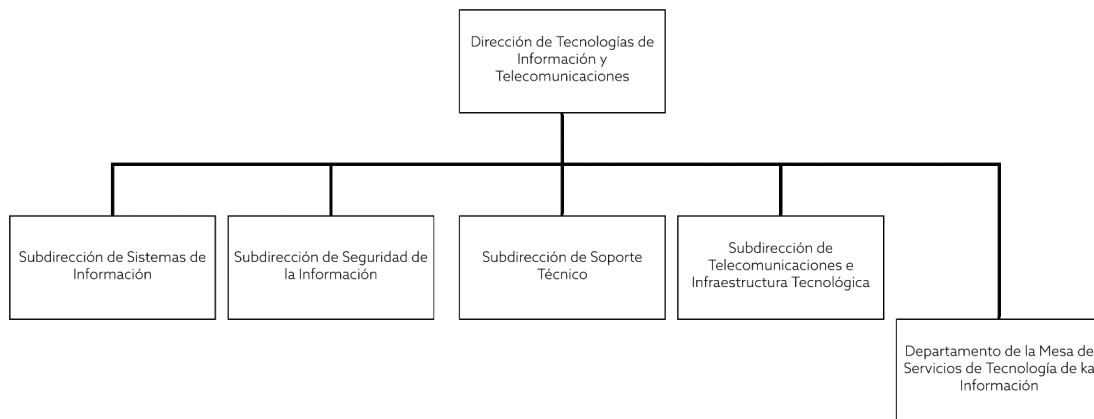 Dirección de Tecnologías de
Información y
Telecomunicaciones
Subdirección de Sistemas de
Información
Subdirección de Seguridad de
la Información
Subdirección de Soporte
Técnico
Subdirección de
Telecomunicaciones e
Infraestructura Tecnológica
Departamento de la Mesa de
Servicios de Tecnología de ka
Información